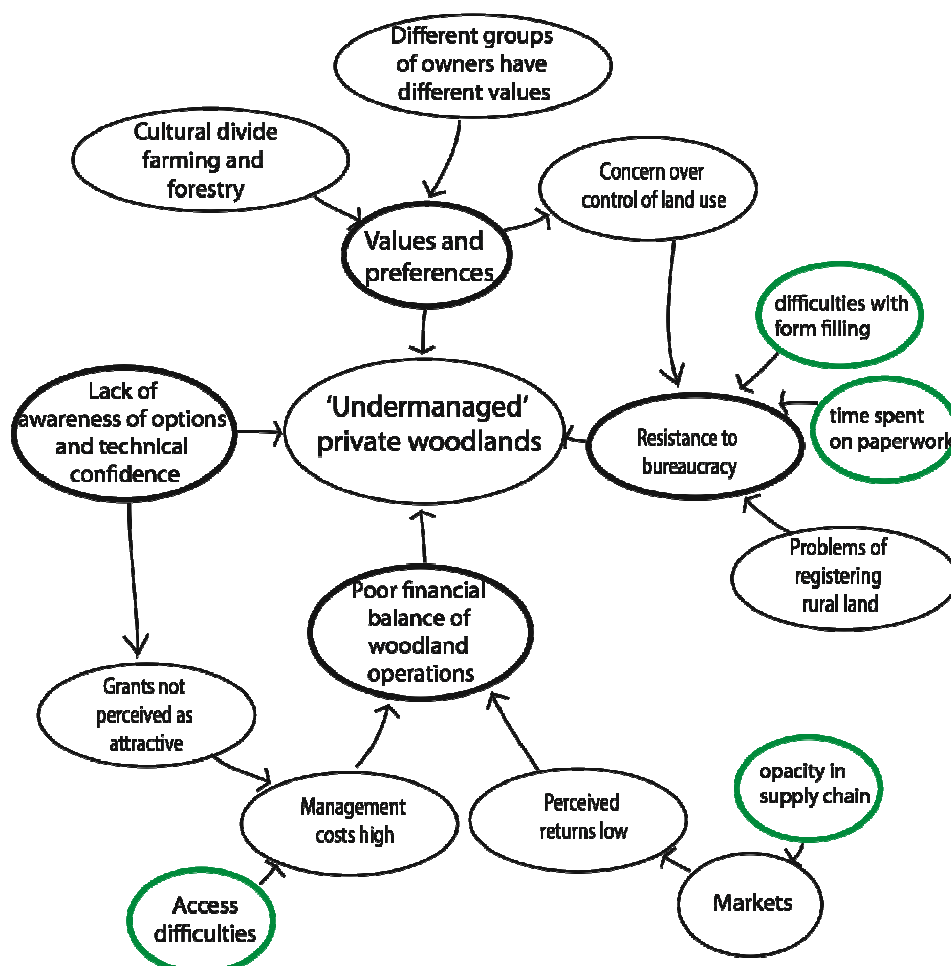 Different groups
of owners have
different values
Cultural divide
farming and
forestry
Concern over
control of land use
Values and
preferences
difficulties with
form filling
Lack of
awareness of options
and technical
confidence
'Undermanaged'
private woodlands
Resistance to
bureaucracy
time spent
on paperwork
Problems of
registering
rural land
Poor financial
balance of
woodland
operations
Grants not
perceived as
attractive
Management
costs high
Perceived
returns low
opacity in
supply chain
Access
difficulties
Markets